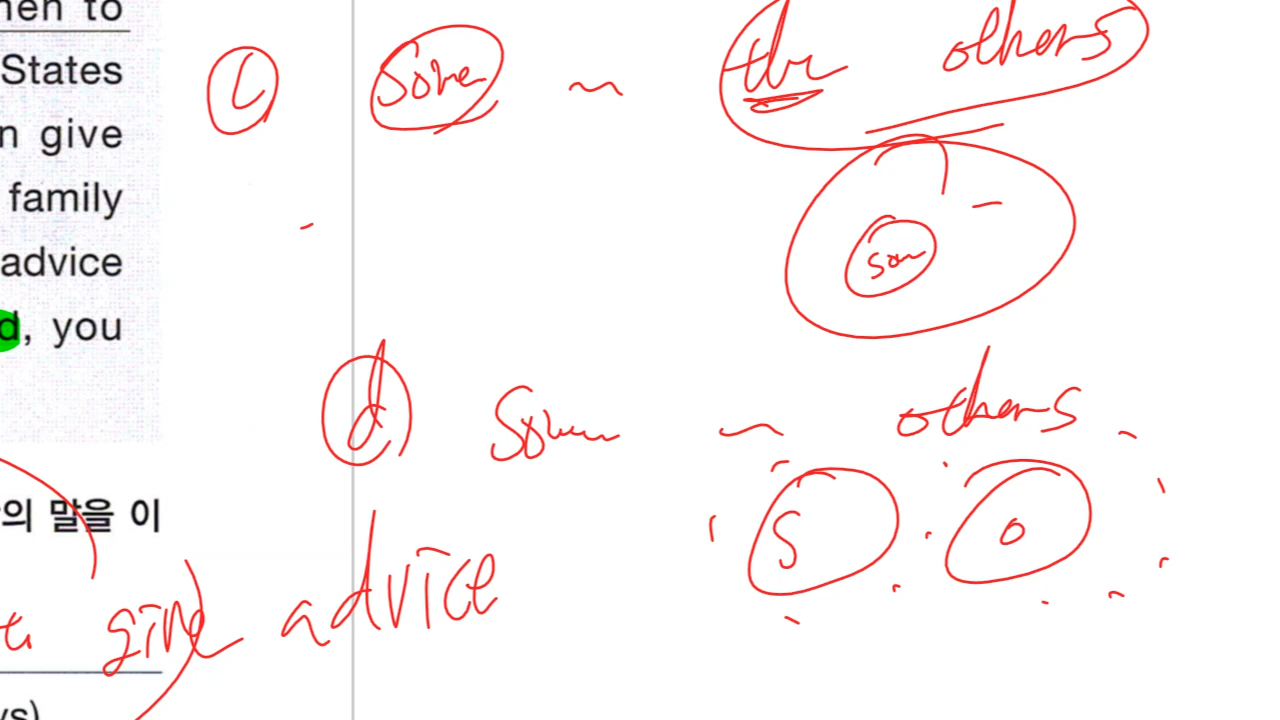 hen to
States
n give
family
advice
d, you
의 말을 이
ⓒ some ~ the others
some
ⓓ some ~ others
S O
give advice
ys)